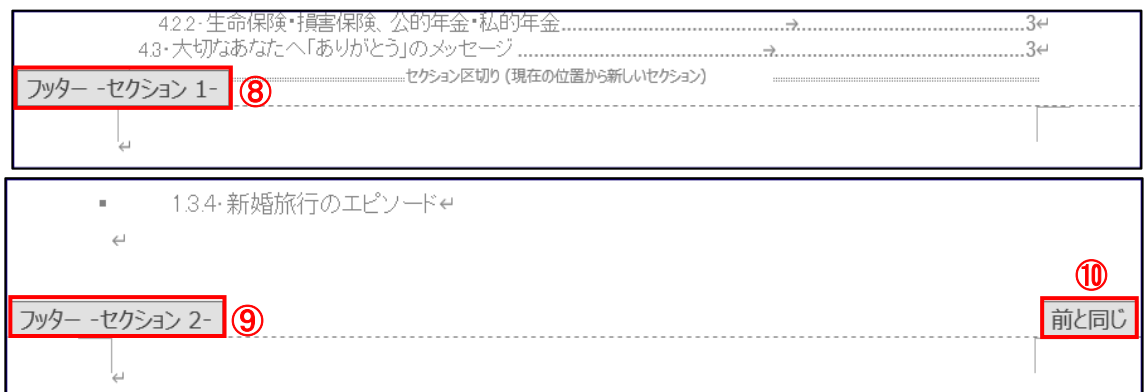 4.2.2・生命保険・損害保険、公的年金・私的年金......→......3↵
4.3・大切なあなたへ「ありがとう」のメッセージ......→......3↵
セクション区切り (現在の位置から新しいセクション)
フッター -セクション 1- ⑧
↵
▪ 1.3.4・新婚旅行のエピソード↵
↵
⑩
フッター -セクション 2- ⑨ 前と同じ
↵